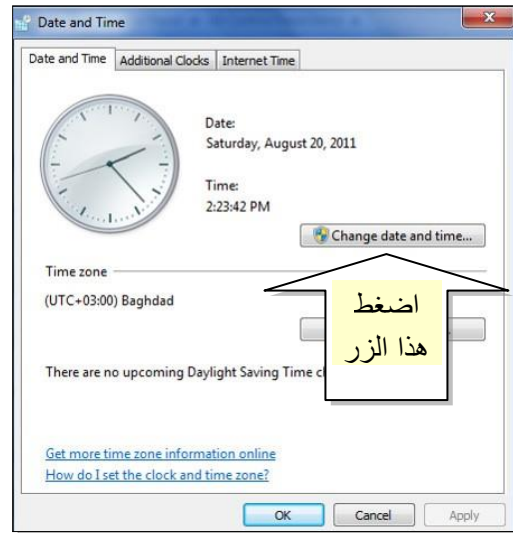 Date and Time
Date and Time Additional Clocks Internet Time
Date:
Saturday, August 20, 2011
Time:
2:23:42 PM
Change date and time...
Time zone
(UTC+03:00) Baghdad
اضغط
هذا الزر
There are no upcoming Daylight Saving Time
Get more time zone information online
How do I set the clock and time zone?
OK Cancel Apply